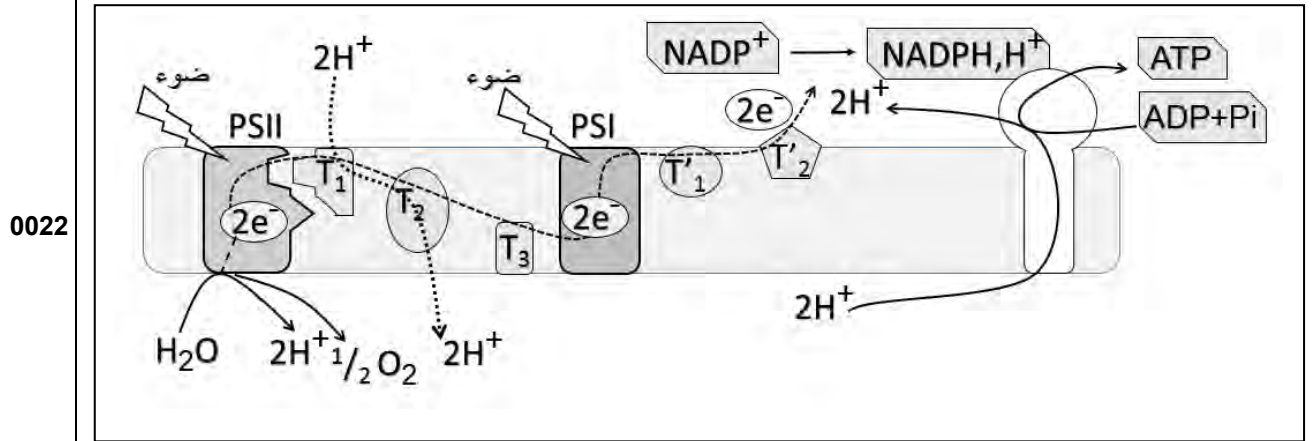 NADP⁺ NADPH,H⁺ ATP
2H⁺
ضوء ضوء
2e⁻ 2H⁺ ADP+Pi
PSII PSI
T₁ T'₁ T'₂
T₂
0022 2e⁻ 2e⁻
T₃
2H⁺
H₂O 2H⁺ 1/2 O₂ 2H⁺